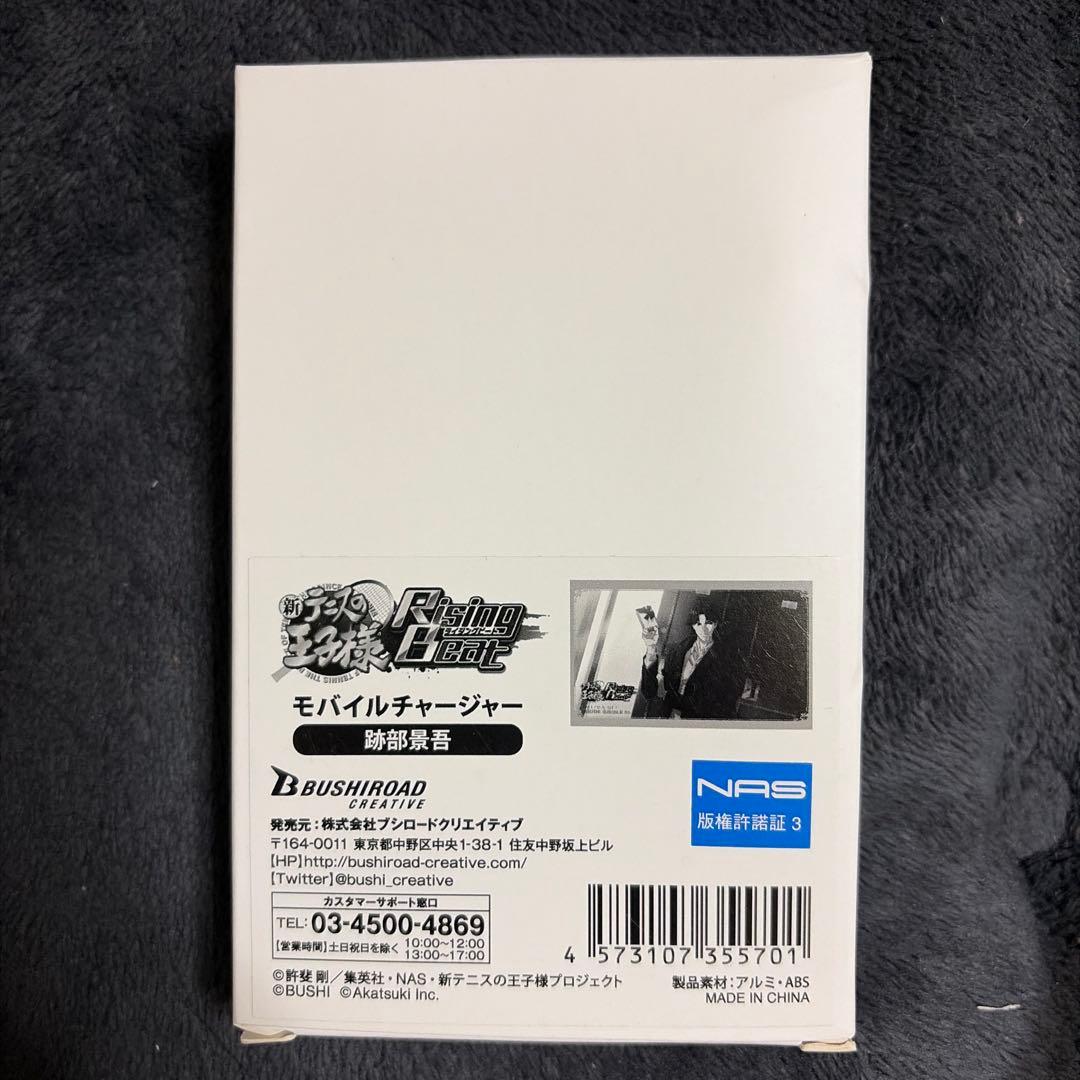 新テニスの
王子様
Rising
ライジングビート
Beat
モバイルチャージャー
跡部景吾
BUSHIROAD
CREATIVE
発売元：株式会社ブシロードクリエイティブ
〒164-0011 東京都中野区中央1-38-1 住友中野坂上ビル
【HP】http://bushiroad-creative.com/
【Twitter】@bushi_creative
カスタマーサポート窓口
TEL: 03-4500-4869
【営業時間】土日祝日を除く 10:00〜12:00
13:00〜17:00
©許斐 剛／集英社・NAS・新テニスの王子様プロジェクト
©BUSHI ©Akatsuki Inc.
NAS
版権許諾証 3
4 573107 355701
製品素材：アルミ・ABS
MADE IN CHINA